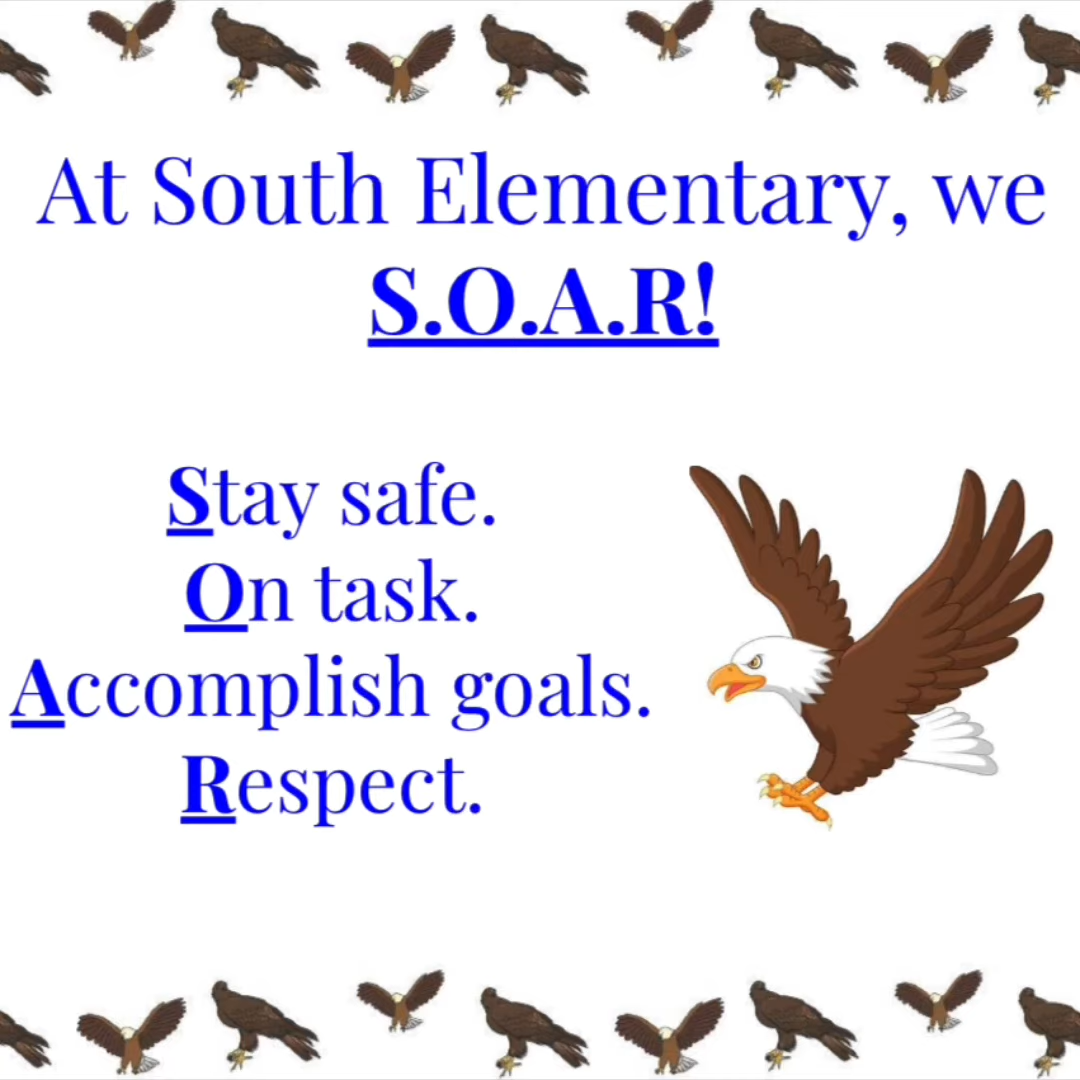 At South Elementary, we
S.O.A.R!
Stay safe.
On task.
Accomplish goals.
Respect.